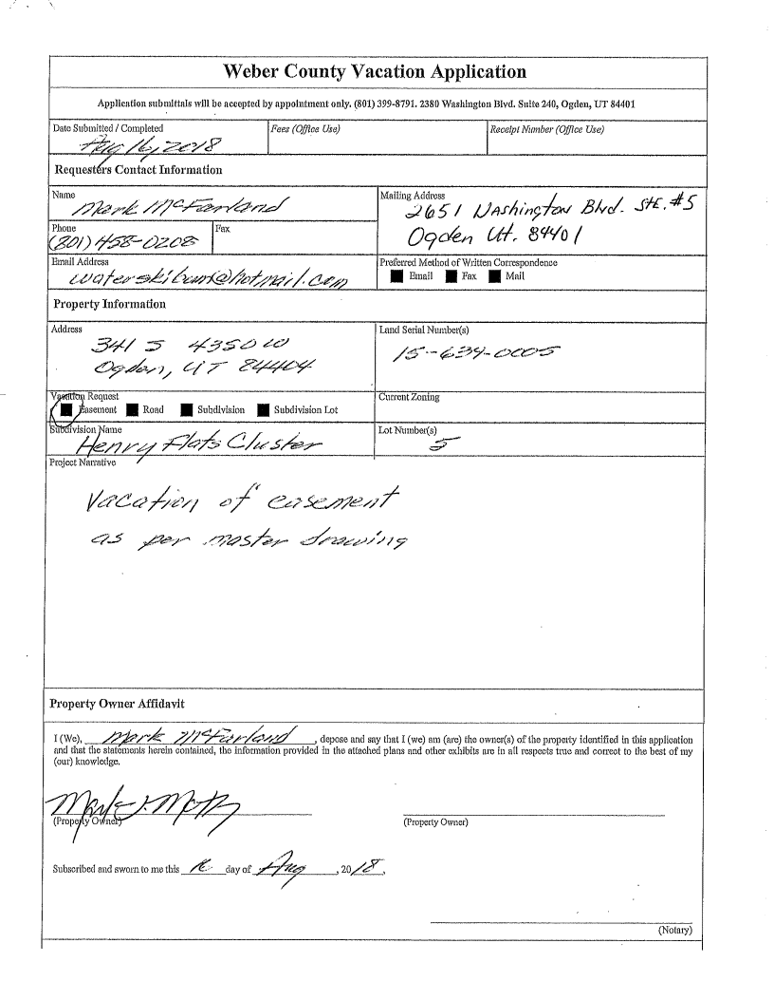 Weber County Vacation Application
Application submittals will be accepted by appointment only. (801) 399-8791. 2380 Washington Blvd. Suite 240, Ogden, UT 84401
Date Submitted / Completed
Aug 16, 2018
Fees (Office Use)
Receipt Number (Office Use)
Requesters Contact Information
Name
Mark McFarland
Mailing Address
2651 Washington Blvd. STE. #5
Ogden Ut. 84401
Phone
(801) 458-0208
Fax
Email Address
waterskibum@hotmail.com
Preferred Method of Written Correspondence
Email Fax Mail
Property Information
Address
341 S 4350 W
Ogden, UT 84404
Land Serial Number(s)
15-634-0005
Vacation Request
Easement Road Subdivision Subdivision Lot
Current Zoning
Subdivision Name
Henry Flats Cluster
Lot Number(s)
5
Project Narrative
Vacation of easement
as per master drawing
Property Owner Affidavit
I (We), Mark McFarland, depose and say that I (we) am (are) the owner(s) of the property identified in this application
and that the statements herein contained, the information provided in the attached plans and other exhibits are in all respects true and correct to the best of my
(our) knowledge.
(Property Owner)
(Property Owner)
Subscribed and sworn to me this day of Aug, 2018,
(Notary)